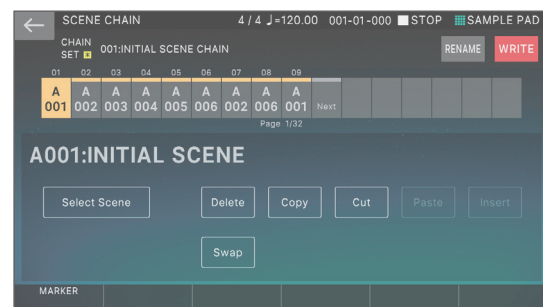 SCENE CHAIN 4 / 4 ♩=120.00 001-01-000 STOP SAMPLE PAD
CHAIN
SET 001:INITIAL SCENE CHAIN RENAME WRITE
01 02 03 04 05 06 07 08 09
A A A A A A A A A
001 002 003 004 005 006 002 006 001 Next
Page 1/32
A001:INITIAL SCENE
Select Scene Delete Copy Cut Paste Insert
Swap
MARKER